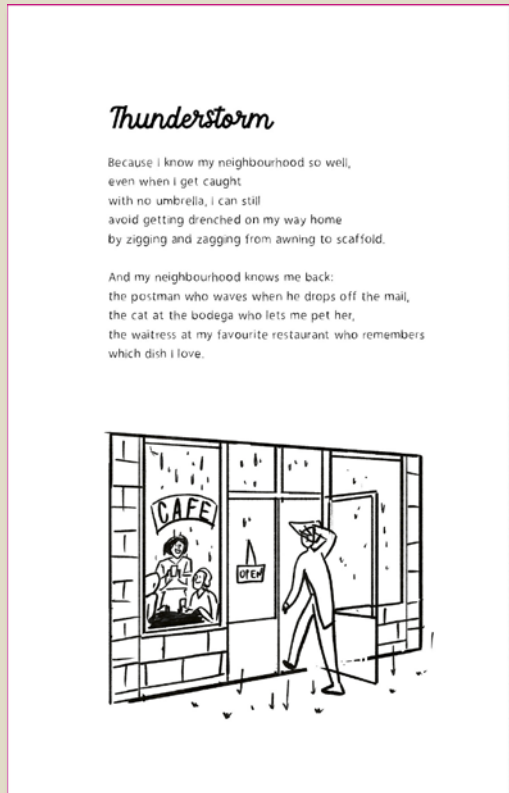 Thunderstorm
Because I know my neighbourhood so well,
even when I get caught
with no umbrella, I can still
avoid getting drenched on my way home
by zigging and zagging from awning to scaffold.
And my neighbourhood knows me back:
the postman who waves when he drops off the mail,
the cat at the bodega who lets me pet her,
the waitress at my favourite restaurant who remembers
which dish I love.
CAFE
OPEN